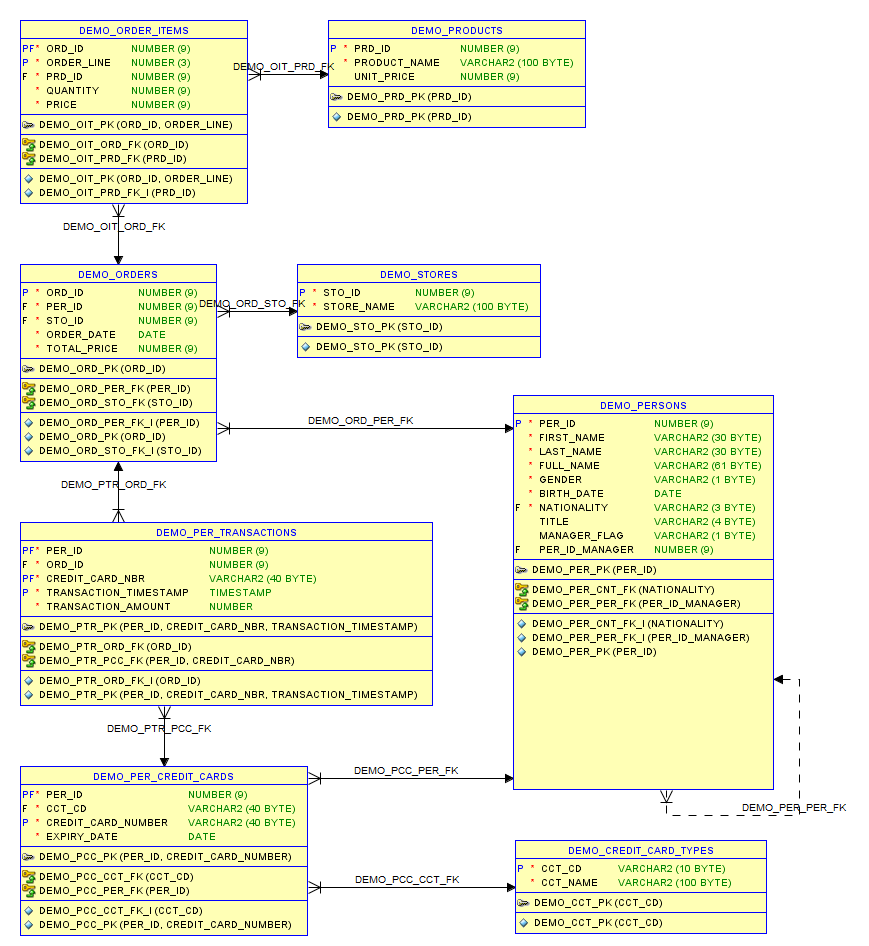 DEMO_ORDER_ITEMS
PF* ORD_ID NUMBER (9)
P * ORDER_LINE NUMBER (3)
F * PRD_ID NUMBER (9)
* QUANTITY NUMBER (9)
* PRICE NUMBER (9)
DEMO_OIT_PK (ORD_ID, ORDER_LINE)
DEMO_OIT_ORD_FK (ORD_ID)
DEMO_OIT_PRD_FK (PRD_ID)
DEMO_OIT_PK (ORD_ID, ORDER_LINE)
DEMO_OIT_PRD_FK_I (PRD_ID)
DEMO_OIT_PRD_FK
DEMO_PRODUCTS
P * PRD_ID NUMBER (9)
* PRODUCT_NAME VARCHAR2 (100 BYTE)
UNIT_PRICE NUMBER (9)
DEMO_PRD_PK (PRD_ID)
DEMO_PRD_PK (PRD_ID)
DEMO_OIT_ORD_FK
DEMO_ORDERS
P * ORD_ID NUMBER (9)
F * PER_ID NUMBER (9)
F * STO_ID NUMBER (9)
* ORDER_DATE DATE
* TOTAL_PRICE NUMBER (9)
DEMO_ORD_PK (ORD_ID)
DEMO_ORD_PER_FK (PER_ID)
DEMO_ORD_STO_FK (STO_ID)
DEMO_ORD_PER_FK_I (PER_ID)
DEMO_ORD_PK (ORD_ID)
DEMO_ORD_STO_FK_I (STO_ID)
DEMO_ORD_STO_FK
DEMO_STORES
P * STO_ID NUMBER (9)
* STORE_NAME VARCHAR2 (100 BYTE)
DEMO_STO_PK (STO_ID)
DEMO_STO_PK (STO_ID)
DEMO_ORD_PER_FK
DEMO_PERSONS
P * PER_ID NUMBER (9)
* FIRST_NAME VARCHAR2 (30 BYTE)
* LAST_NAME VARCHAR2 (30 BYTE)
* FULL_NAME VARCHAR2 (61 BYTE)
* GENDER VARCHAR2 (1 BYTE)
* BIRTH_DATE DATE
F * NATIONALITY VARCHAR2 (3 BYTE)
TITLE VARCHAR2 (4 BYTE)
MANAGER_FLAG VARCHAR2 (1 BYTE)
F PER_ID_MANAGER NUMBER (9)
DEMO_PER_PK (PER_ID)
DEMO_PER_CNT_FK (NATIONALITY)
DEMO_PER_PER_FK (PER_ID_MANAGER)
DEMO_PER_CNT_FK_I (NATIONALITY)
DEMO_PER_PER_FK_I (PER_ID_MANAGER)
DEMO_PER_PK (PER_ID)
DEMO_PTR_ORD_FK
DEMO_PER_TRANSACTIONS
PF* PER_ID NUMBER (9)
F * ORD_ID NUMBER (9)
PF* CREDIT_CARD_NBR VARCHAR2 (40 BYTE)
P * TRANSACTION_TIMESTAMP TIMESTAMP
* TRANSACTION_AMOUNT NUMBER
DEMO_PTR_PK (PER_ID, CREDIT_CARD_NBR, TRANSACTION_TIMESTAMP)
DEMO_PTR_ORD_FK (ORD_ID)
DEMO_PTR_PCC_FK (PER_ID, CREDIT_CARD_NBR)
DEMO_PTR_ORD_FK_I (ORD_ID)
DEMO_PTR_PK (PER_ID, CREDIT_CARD_NBR, TRANSACTION_TIMESTAMP)
DEMO_PTR_PCC_FK
DEMO_PER_CREDIT_CARDS
PF* PER_ID NUMBER (9)
F * CCT_CD VARCHAR2 (40 BYTE)
P * CREDIT_CARD_NUMBER VARCHAR2 (40 BYTE)
* EXPIRY_DATE DATE
DEMO_PCC_PK (PER_ID, CREDIT_CARD_NUMBER)
DEMO_PCC_CCT_FK (CCT_CD)
DEMO_PCC_PER_FK (PER_ID)
DEMO_PCC_CCT_FK_I (CCT_CD)
DEMO_PCC_PK (PER_ID, CREDIT_CARD_NUMBER)
DEMO_PCC_PER_FK
DEMO_PER_PER_FK
DEMO_PCC_CCT_FK
DEMO_CREDIT_CARD_TYPES
P * CCT_CD VARCHAR2 (10 BYTE)
* CCT_NAME VARCHAR2 (100 BYTE)
DEMO_CCT_PK (CCT_CD)
DEMO_CCT_PK (CCT_CD)